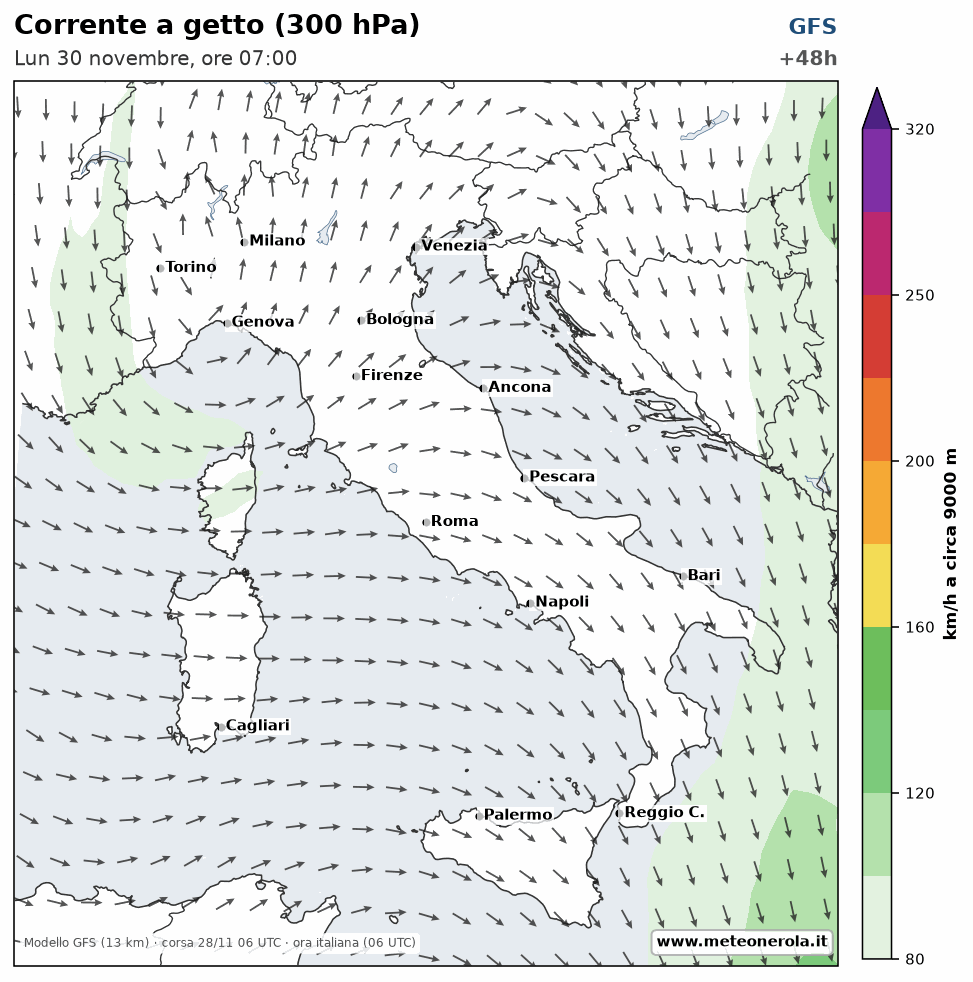 Corrente a getto (300 hPa)
GFS
Lun 30 novembre, ore 07:00
+48h
Milano
Venezia
Torino
Genova
Bologna
Firenze
Ancona
Pescara
Roma
Bari
Napoli
Cagliari
Palermo
Reggio C.
320
250
200
160
120
80
km/h a circa 9000 m
Modello GFS (13 km) · corsa 28/11 06 UTC · ora italiana (06 UTC)
www.meteonerola.it